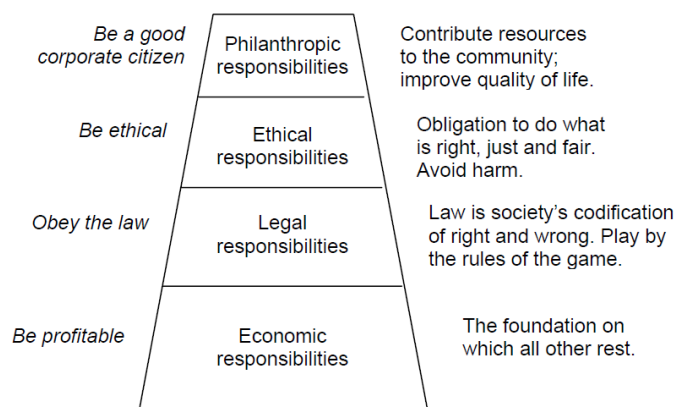 Be a good
corporate citizen
Philanthropic
responsibilities
Contribute resources
to the community;
improve quality of life.
Be ethical
Ethical
responsibilities
Obligation to do what
is right, just and fair.
Avoid harm.
Obey the law
Legal
responsibilities
Law is society's codification
of right and wrong. Play by
the rules of the game.
Be profitable
Economic
responsibilities
The foundation on
which all other rest.